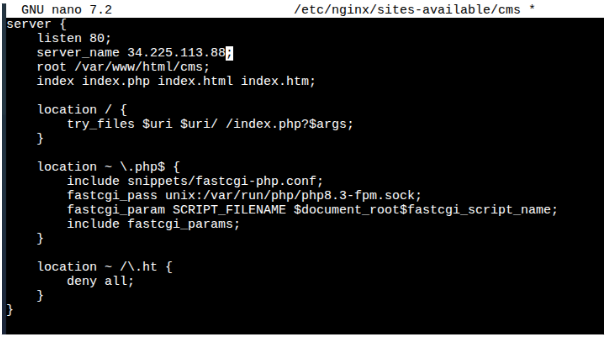 GNU nano 7.2 /etc/nginx/sites-available/cms *
server {
    listen 80;
    server_name 34.225.113.88;
    root /var/www/html/cms;
    index index.php index.html index.htm;

    location / {
        try_files $uri $uri/ /index.php?$args;
    }

    location ~ \.php$ {
        include snippets/fastcgi-php.conf;
        fastcgi_pass unix:/var/run/php/php8.3-fpm.sock;
        fastcgi_param SCRIPT_FILENAME $document_root$fastcgi_script_name;
        include fastcgi_params;
    }

    location ~ /\.ht {
        deny all;
    }
}